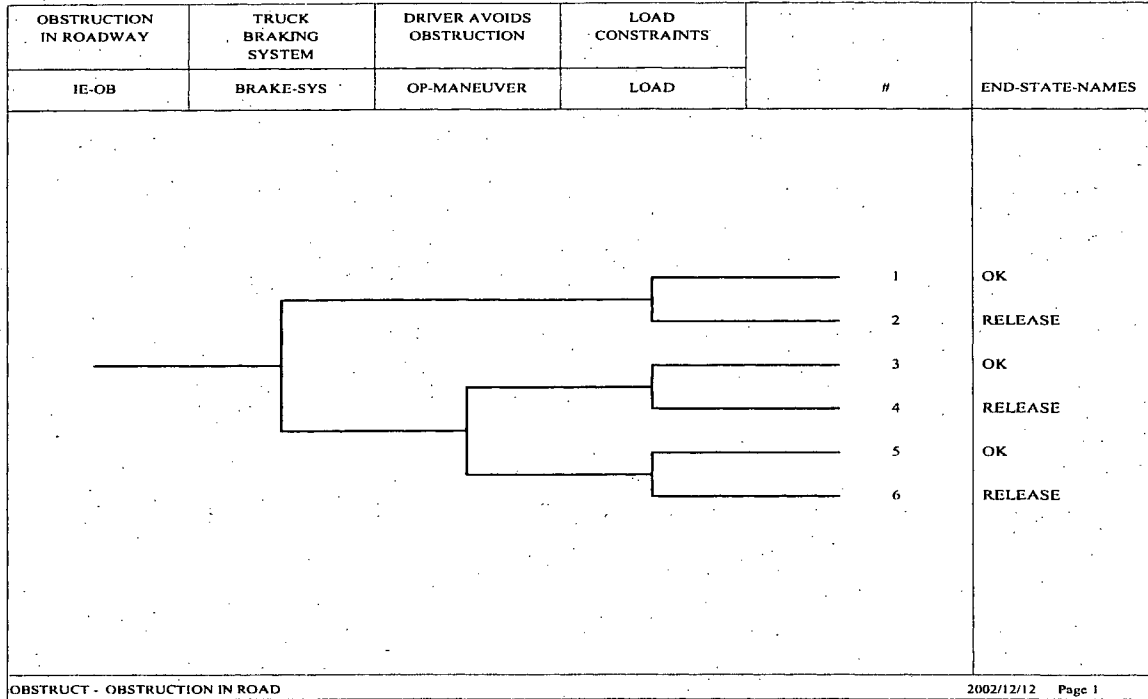 OBSTRUCTION
IN ROADWAY
TRUCK
BRAKING
SYSTEM
DRIVER AVOIDS
OBSTRUCTION
LOAD
CONSTRAINTS
IE-OB
BRAKE-SYS
OP-MANEUVER
LOAD
#
END-STATE-NAMES
1 OK
2 RELEASE
3 OK
4 RELEASE
5 OK
6 RELEASE
OBSTRUCT - OBSTRUCTION IN ROAD
2002/12/12 Page 1